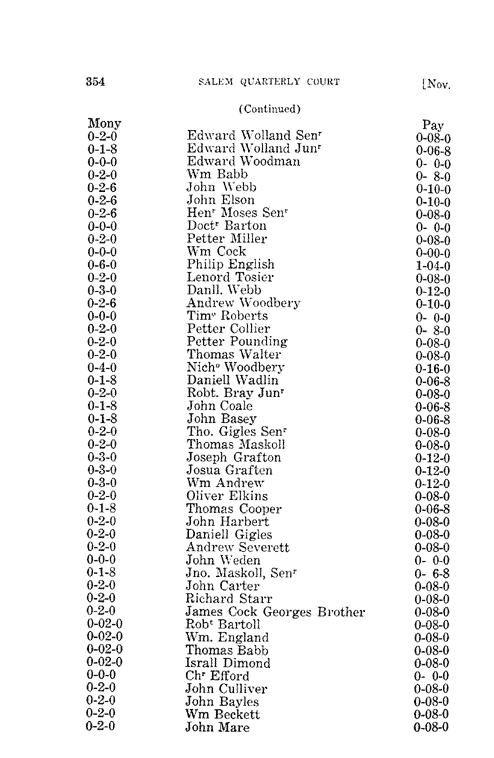 354 SALEM QUARTERLY COURT [Nov.
(Continued)
Mony Pay
0-2-0 Edward Wolland Senʳ 0-08-0
0-1-8 Edward Wolland Junʳ 0-06-8
0-0-0 Edward Woodman 0- 0-0
0-2-0 Wm Babb 0- 8-0
0-2-6 John Webb 0-10-0
0-2-6 John Elson 0-10-0
0-2-6 Henʳ Moses Senʳ 0-08-0
0-0-0 Doctʳ Barton 0- 0-0
0-2-0 Petter Miller 0-08-0
0-0-0 Wm Cock 0-00-0
0-6-0 Philip English 1-04-0
0-2-0 Lenord Tosier 0-08-0
0-3-0 Danll. Webb 0-12-0
0-2-6 Andrew Woodbery 0-10-0
0-0-0 Timᵒ Roberts 0- 0-0
0-2-0 Petter Collier 0- 8-0
0-2-0 Petter Pounding 0-08-0
0-2-0 Thomas Walter 0-08-0
0-4-0 Nichᵒ Woodbery 0-16-0
0-1-8 Daniell Wadlin 0-06-8
0-2-0 Robt. Bray Junʳ 0-08-0
0-1-8 John Coale 0-06-8
0-1-8 John Basey 0-06-8
0-2-0 Tho. Gigles Senʳ 0-08-0
0-2-0 Thomas Maskoll 0-08-0
0-3-0 Joseph Grafton 0-12-0
0-3-0 Josua Graften 0-12-0
0-3-0 Wm Andrew 0-12-0
0-2-0 Oliver Elkins 0-08-0
0-1-8 Thomas Cooper 0-06-8
0-2-0 John Harbert 0-08-0
0-2-0 Daniell Gigles 0-08-0
0-2-0 Andrew Severett 0-08-0
0-0-0 John Weden 0- 0-0
0-1-8 Jno. Maskoll, Senʳ 0- 6-8
0-2-0 John Carter 0-08-0
0-2-0 Richard Starr 0-08-0
0-2-0 James Cock Georges Brother 0-08-0
0-02-0 Robᵗ Bartoll 0-08-0
0-02-0 Wm. England 0-08-0
0-02-0 Thomas Babb 0-08-0
0-02-0 Israll Dimond 0-08-0
0-0-0 Chʳ Efford 0- 0-0
0-2-0 John Culliver 0-08-0
0-2-0 John Bayles 0-08-0
0-2-0 Wm Beckett 0-08-0
0-2-0 John Mare 0-08-0